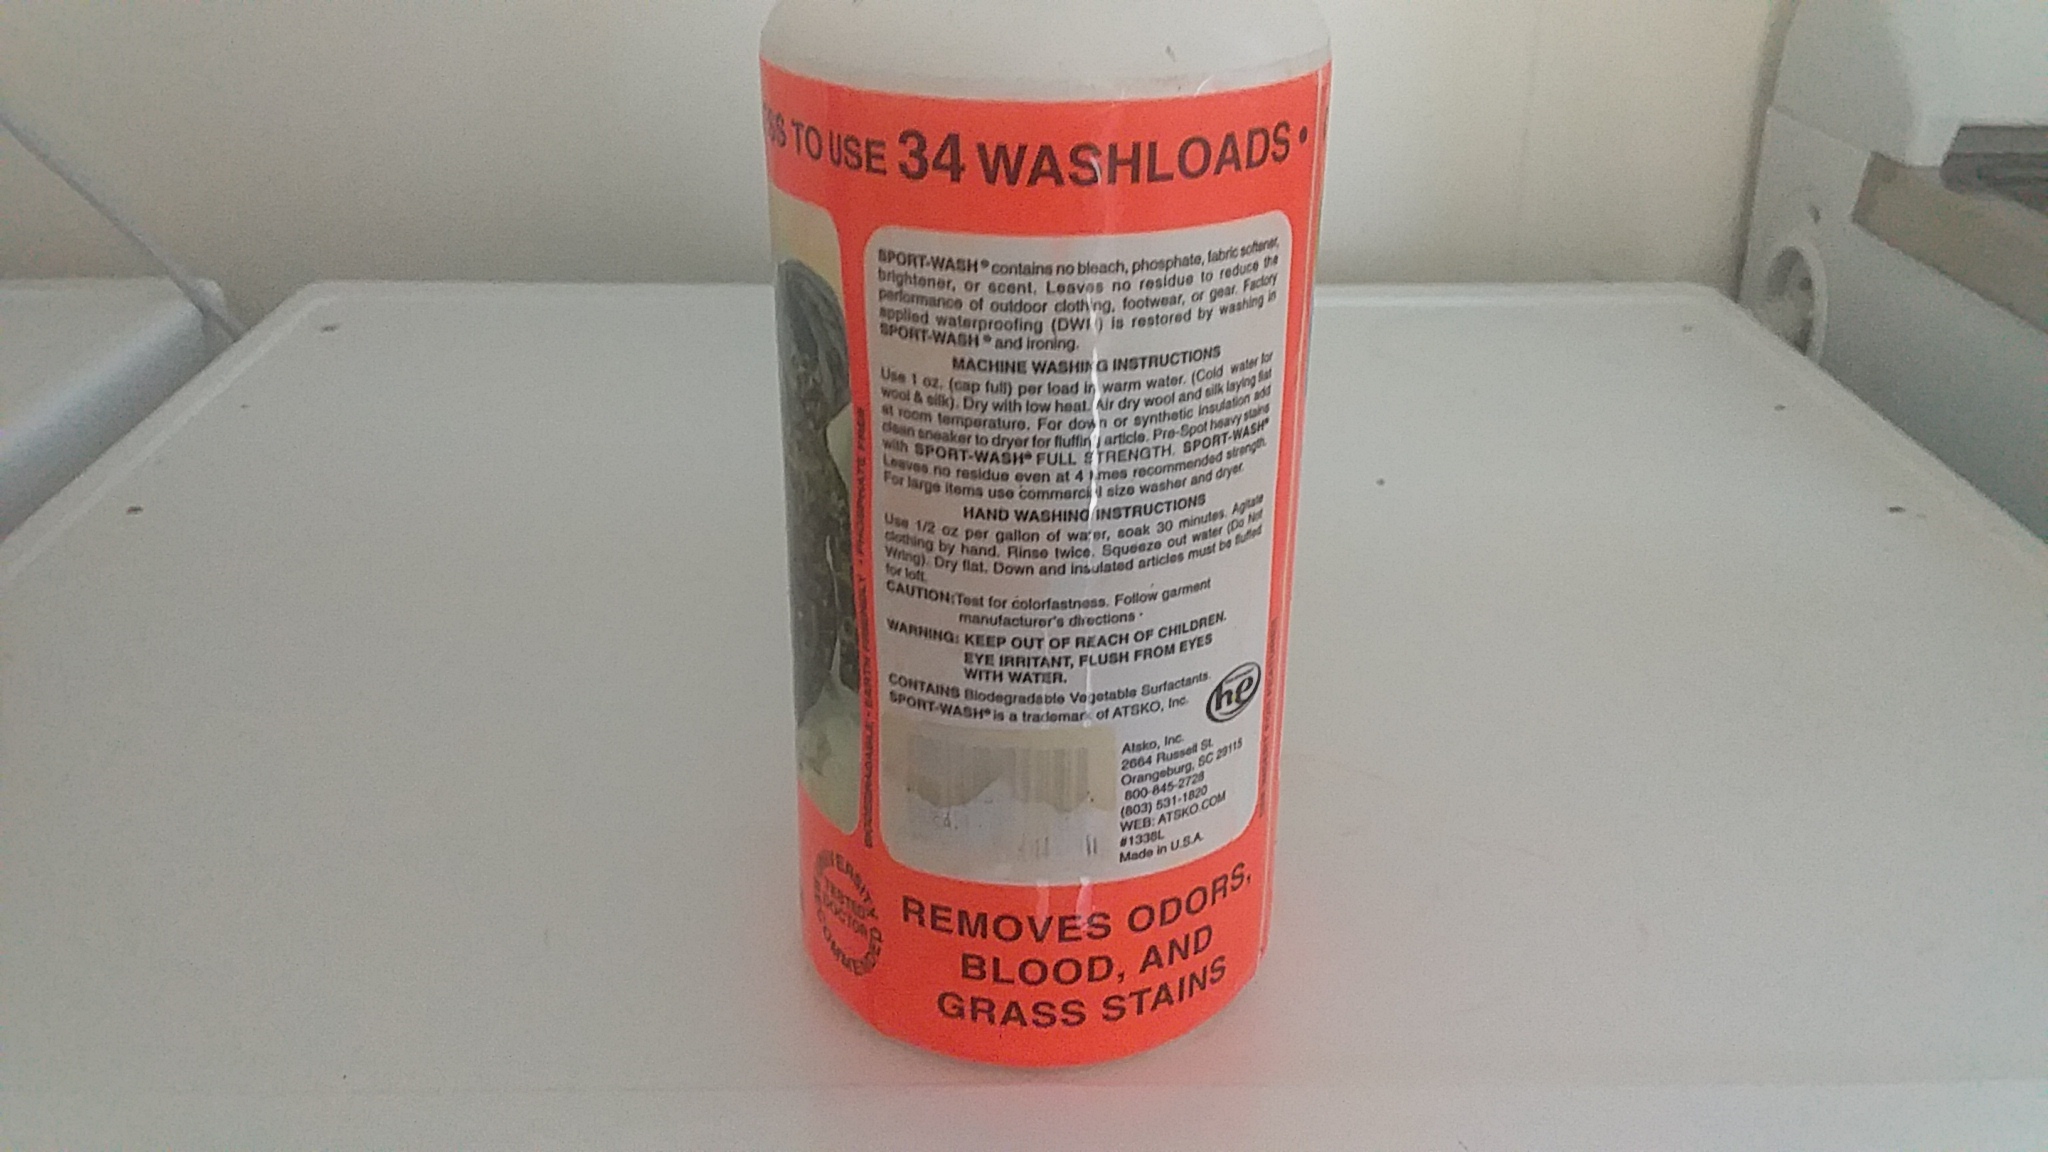 SS TO USE 34 WASHLOADS •
SPORT-WASH® contains no bleach, phosphate, fabric softener,
brightener, or scent. Leaves no residue to reduce the
performance of outdoor clothing, footwear, or gear. Factory
applied waterproofing (DWR) is restored by washing in
SPORT-WASH® and ironing.
MACHINE WASHING INSTRUCTIONS
Use 1 oz. (cap full) per load in warm water. (Cold water for
wool & silk). Dry with low heat. Air dry wool and silk laying flat
at room temperature. For down or synthetic insulation add
clean sneaker to dryer for fluffing article. Pre-Spot heavy stains
with SPORT-WASH® FULL STRENGTH. SPORT-WASH®
Leaves no residue even at 4 times recommended strength.
For large items use commercial size washer and dryer.
HAND WASHING INSTRUCTIONS
Use 1/2 oz per gallon of water, soak 30 minutes. Agitate
clothing by hand. Rinse twice. Squeeze out water (Do Not
Wring). Dry flat. Down and insulated articles must be fluffed
for loft.
CAUTION: Test for colorfastness. Follow garment
manufacturer's directions
WARNING: KEEP OUT OF REACH OF CHILDREN.
EYE IRRITANT, FLUSH FROM EYES
WITH WATER.
CONTAINS Biodegradable Vegetable Surfactants.
SPORT-WASH® is a trademark of ATSKO, Inc.
he
Atsko, Inc.
2664 Russell St.
Orangeburg, SC 29115
800-845-2728
(803) 531-1820
WEB: ATSKO.COM
#1338L
Made in U.S.A.
BIODEGRADABLE • EARTH FRIENDLY • PHOSPHATE FREE
TESTED
DOCTOR
REMOVES ODORS,
BLOOD, AND
GRASS STAINS